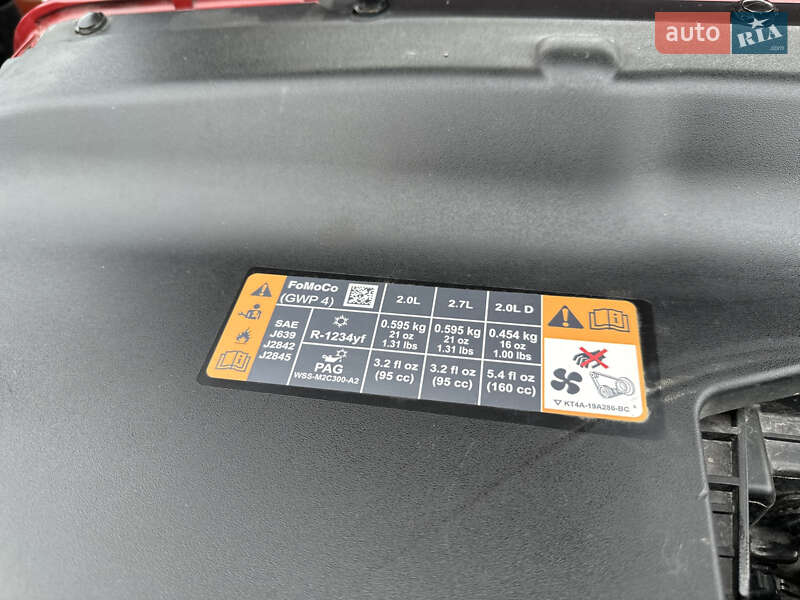 auto RIA .com
FoMoCo
(GWP 4)
2.0L 2.7L 2.0L D
SAE
J639
J2842
J2845
R-1234yf
0.595 kg
21 oz
1.31 lbs
0.595 kg
21 oz
1.31 lbs
0.454 kg
16 oz
1.00 lbs
PAG
WSS-M2C300-A2
3.2 fl oz
(95 cc)
3.2 fl oz
(95 cc)
5.4 fl oz
(160 cc)
KT4A-19A286-BC